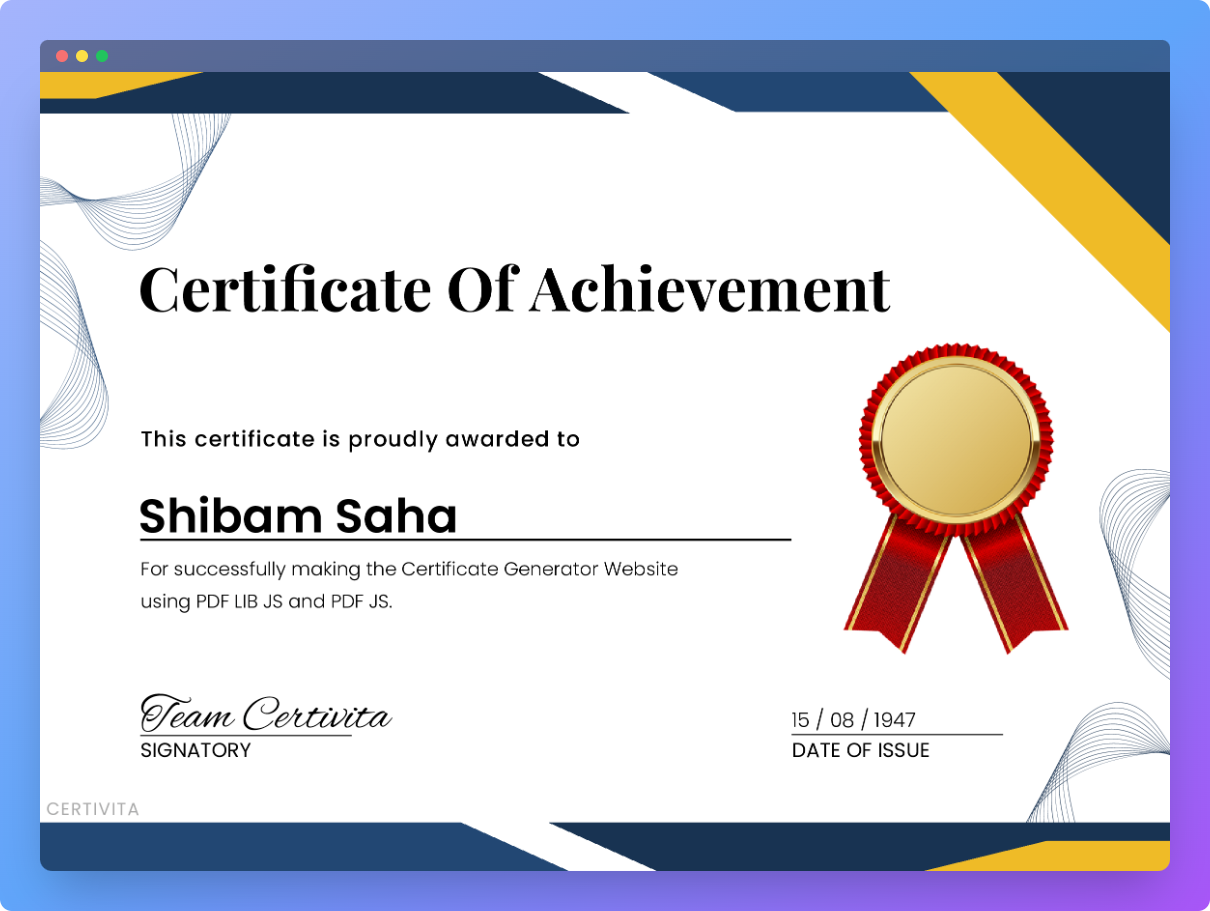 Certificate Of Achievement
This certificate is proudly awarded to
Shibam Saha
For successfully making the Certificate Generator Website
using PDF LIB JS and PDF JS.
Team Certivita
SIGNATORY
15 / 08 / 1947
DATE OF ISSUE
CERTIVITA